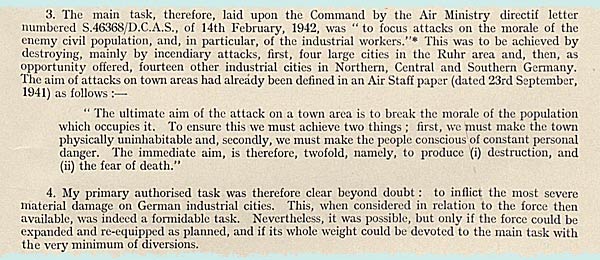 3. The main task, therefore, laid upon the Command by the Air Ministry directif letter
numbered S.46368/D.C.A.S., of 14th February, 1942, was “ to focus attacks on the morale of the
enemy civil population, and, in particular, of the industrial workers.”* This was to be achieved by
destroying, mainly by incendiary attacks, first, four large cities in the Ruhr area and, then, as
opportunity offered, fourteen other industrial cities in Northern, Central and Southern Germany.
The aim of attacks on town areas had already been defined in an Air Staff paper (dated 23rd September,
1941) as follows :—
“ The ultimate aim of the attack on a town area is to break the morale of the population
which occupies it. To ensure this we must achieve two things ; first, we must make the town
physically uninhabitable and, secondly, we must make the people conscious of constant personal
danger. The immediate aim, is therefore, twofold, namely, to produce (i) destruction, and
(ii) the fear of death.”
4. My primary authorised task was therefore clear beyond doubt : to inflict the most severe
material damage on German industrial cities. This, when considered in relation to the force then
available, was indeed a formidable task. Nevertheless, it was possible, but only if the force could be
expanded and re-equipped as planned, and if its whole weight could be devoted to the main task with
the very minimum of diversions.